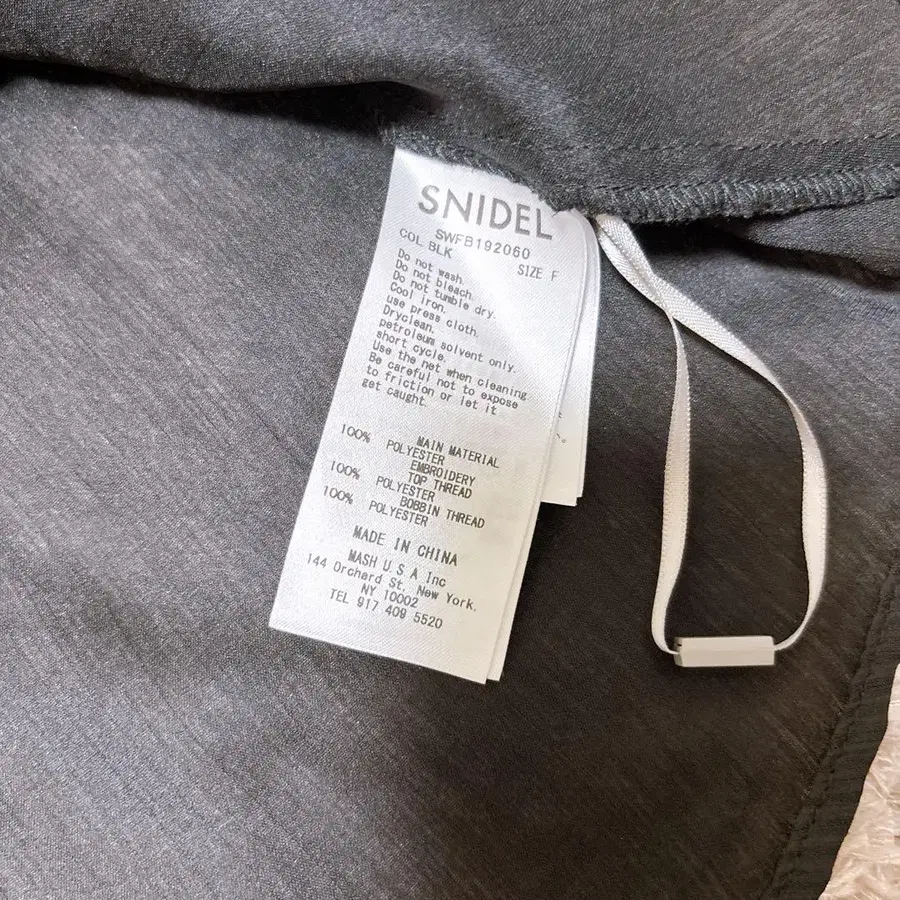 SNIDEL
SWFB192060
COL BLK SIZE F
Do not wash.
Do not bleach.
Do not tumble dry.
Cool iron.
use press cloth.
Dryclean.
petroleum solvent only.
short cycle.
Use the net when cleaning.
Be careful not to expose
to friction or let it
get caught.
MAIN MATERIAL
100% POLYESTER
EMBROIDERY
TOP THREAD
100% POLYESTER
BOBBIN THREAD
100% POLYESTER
MADE IN CHINA
MASH U S A Inc
144 Orchard St. New York.
NY 10002
TEL 917 409 5520